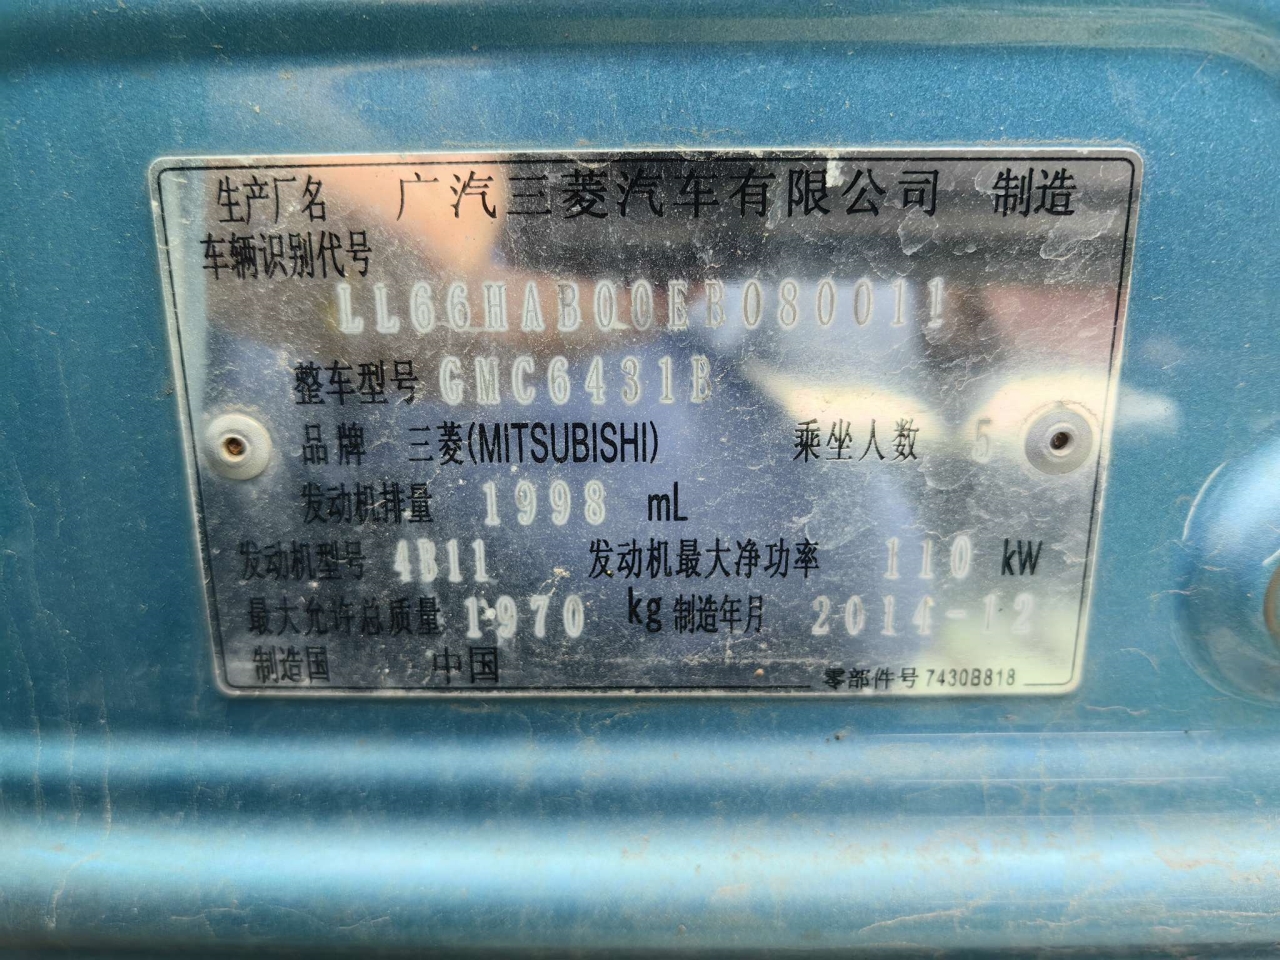 生产厂名 广汽三菱汽车有限公司 制造
车辆识别代号
LL66HAB00EB080011
整车型号 GMC6431B
品牌 三菱(MITSUBISHI) 乘坐人数 5
发动机排量 1998 mL
发动机型号 4B11 发动机最大净功率 110 kW
最大允许总质量 1970 kg 制造年月 2014-12
制造国 中国 零部件号 7430B818